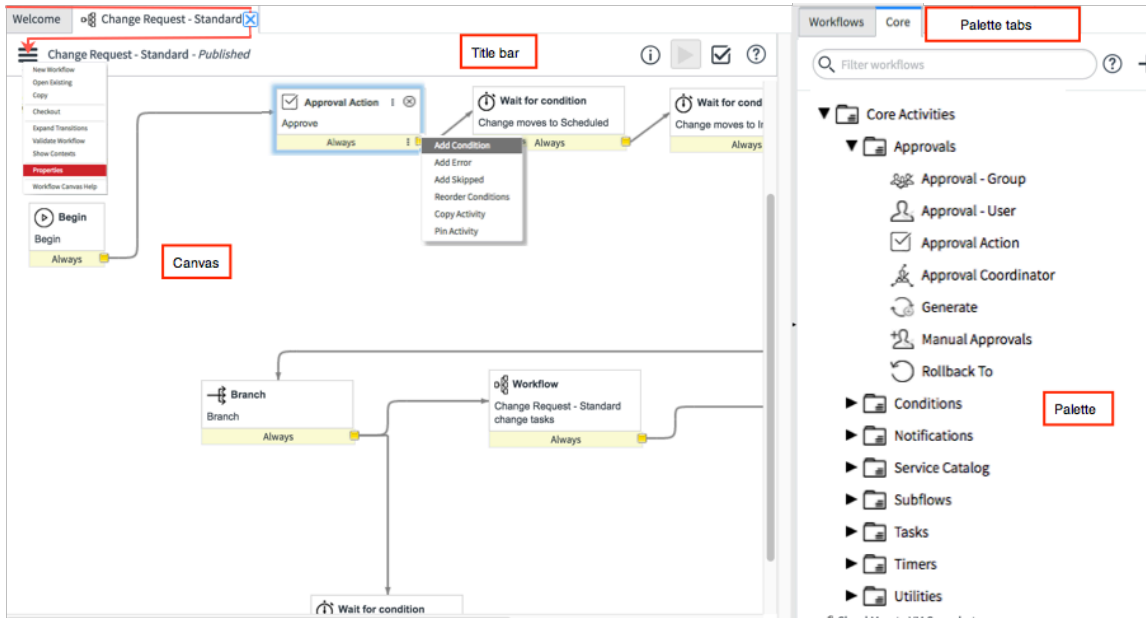 Welcome
Change Request - Standard
Workflows
Core
Palette tabs
Change Request - Standard - Published
Title bar
Filter workflows
New Workflow
Open Existing
Copy
Checkout
Expand Transitions
Validate Workflow
Show Contexts
Properties
Workflow Canvas Help
Approval Action
Approve
Always
Wait for condition
Change moves to Scheduled
Always
Wait for cond
Change moves to Ir
Always
Add Condition
Add Error
Add Skipped
Reorder Conditions
Copy Activity
Pin Activity
Begin
Begin
Always
Canvas
Branch
Branch
Always
Workflow
Change Request - Standard
change tasks
Always
Wait for condition
Core Activities
Approvals
Approval - Group
Approval - User
Approval Action
Approval Coordinator
Generate
Manual Approvals
Rollback To
Conditions
Palette
Notifications
Service Catalog
Subflows
Tasks
Timers
Utilities